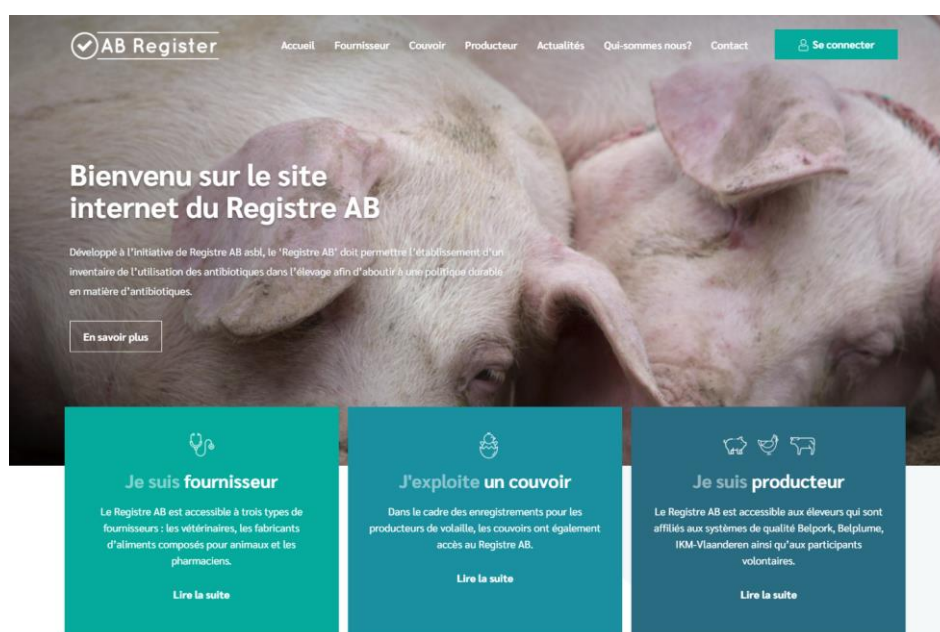 AB Register
Accueil Fournisseur Couvoir Producteur Actualités Qui-sommes nous? Contact Se connecter
Bienvenu sur le site
internet du Registre AB
Développé à l'initiative de Registre AB asbl, le 'Registre AB' doit permettre l'établissement d'un
inventaire de l'utilisation des antibiotiques dans l'élevage afin d'aboutir à une politique durable
en matière d'antibiotiques.
En savoir plus
Je suis fournisseur
Le Registre AB est accessible à trois types de
fournisseurs : les vétérinaires, les fabricants
d'aliments composés pour animaux et les
pharmaciens.
Lire la suite
J'exploite un couvoir
Dans le cadre des enregistrements pour les
producteurs de volaille, les couvoirs ont également
accès au Registre AB.
Lire la suite
Je suis producteur
Le Registre AB est accessible aux éleveurs qui sont
affiliés aux systèmes de qualité Belpork, Belplume,
IKM-Vlaanderen ainsi qu'aux participants
volontaires.
Lire la suite